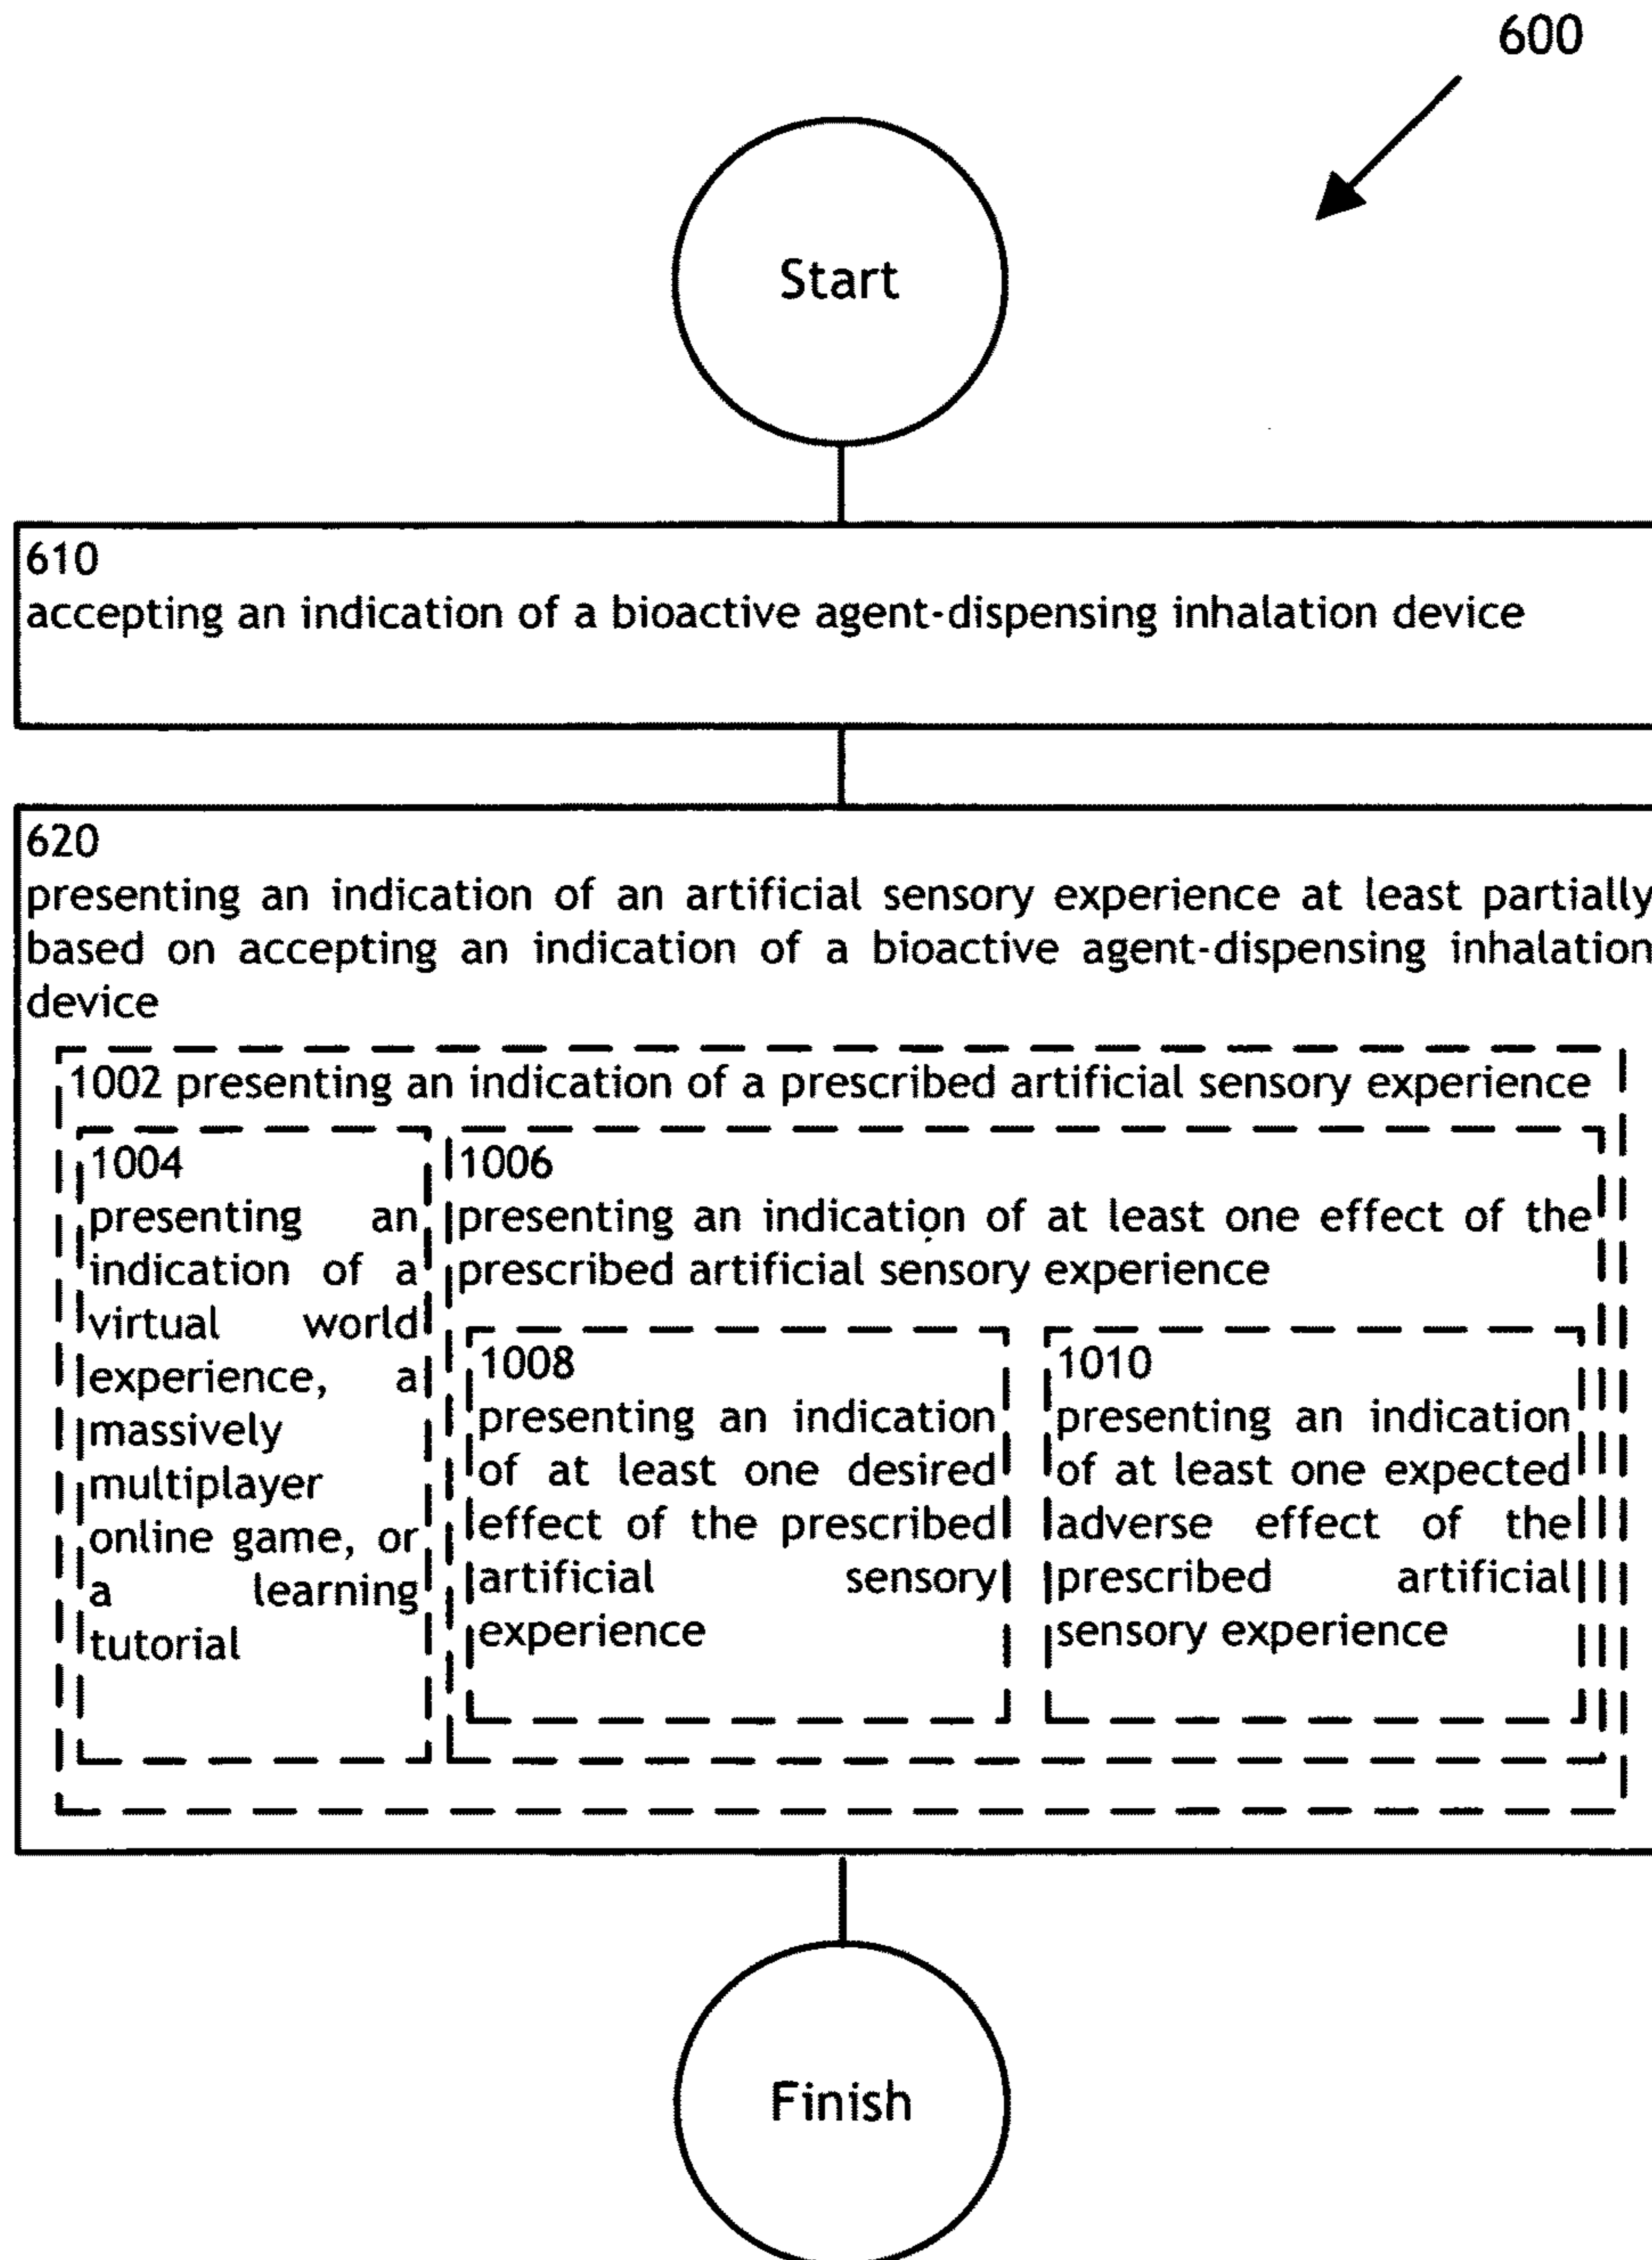 600
Start
610
accepting an indication of a bioactive agent-dispensing inhalation device
620
presenting an indication of an artificial sensory experience at least partially
based on accepting an indication of a bioactive agent-dispensing inhalation
device
1002 presenting an indication of a prescribed artificial sensory experience
1004
presenting an
indication of a
virtual world
experience, a
massively
multiplayer
online game, or
a learning
tutorial
1006
presenting an indication of at least one effect of the
prescribed artificial sensory experience
1008
presenting an indication
of at least one desired
effect of the prescribed
artificial sensory
experience
1010
presenting an indication
of at least one expected
adverse effect of the
prescribed artificial
sensory experience
Finish